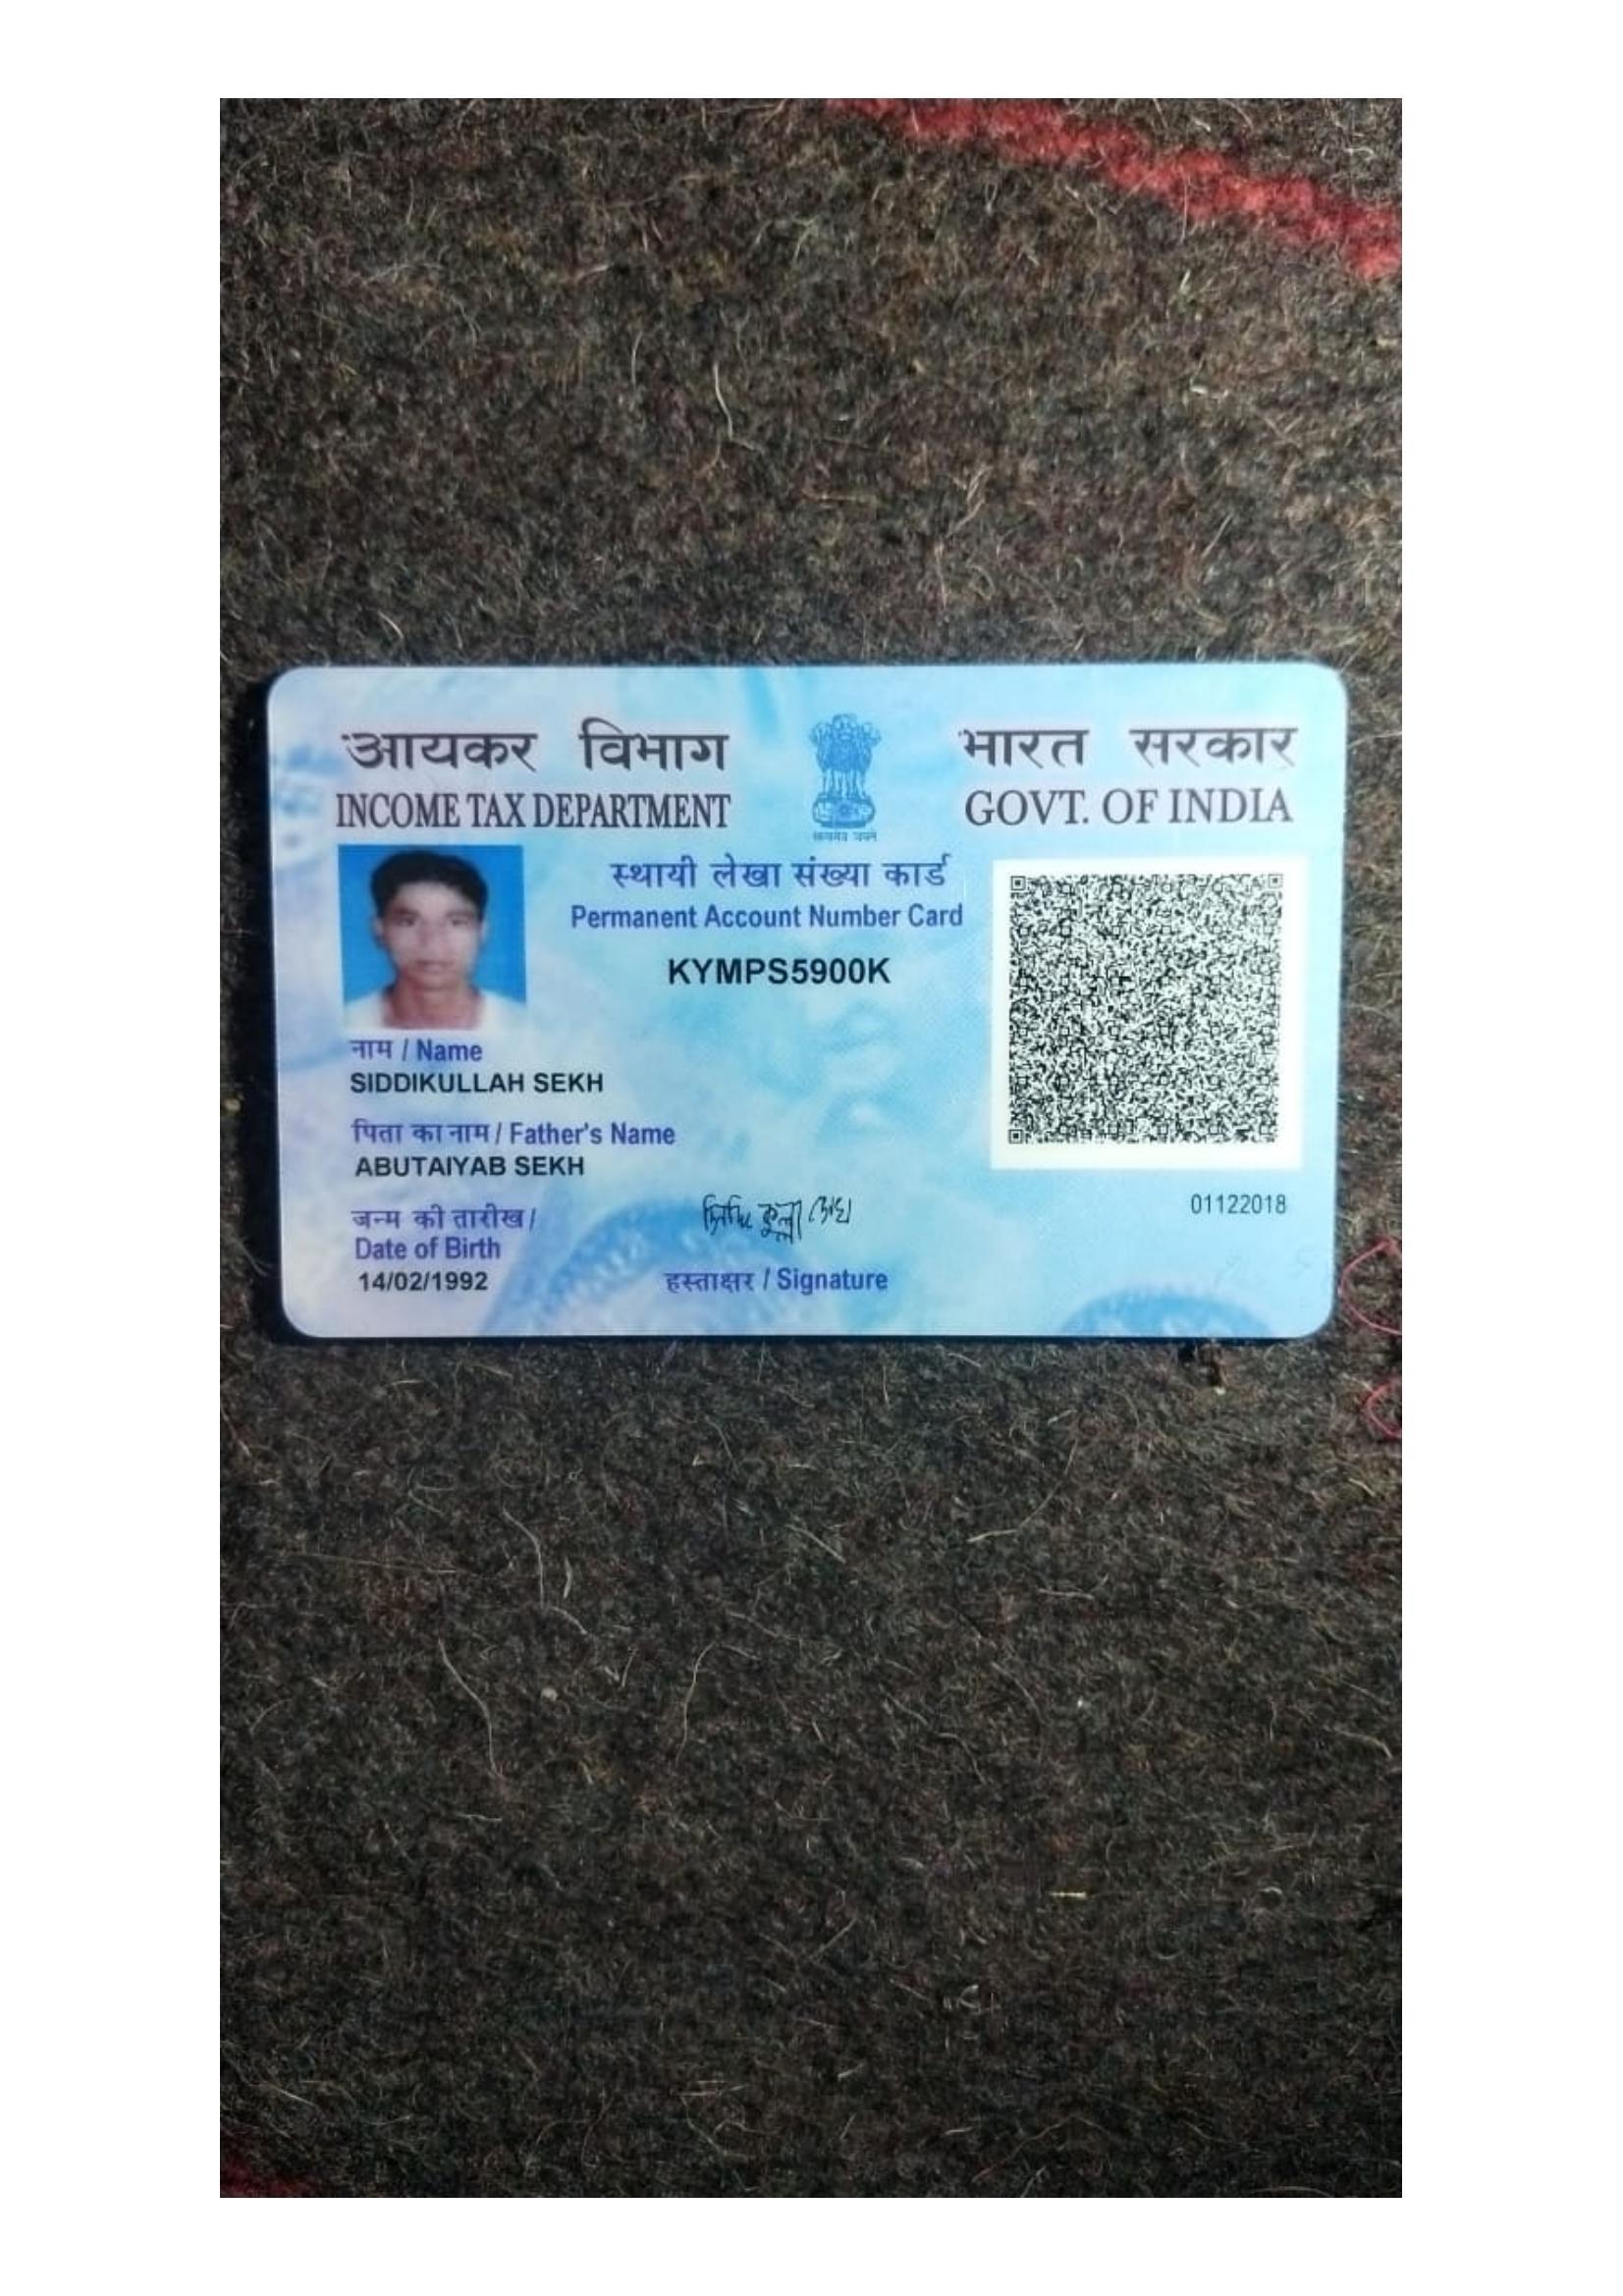 आयकर विभाग
INCOME TAX DEPARTMENT
भारत सरकार
GOVT. OF INDIA
सत्यमेव जयते
स्थायी लेखा संख्या कार्ड
Permanent Account Number Card
KYMPS5900K
नाम / Name
SIDDIKULLAH SEKH
पिता का नाम / Father's Name
ABUTAIYAB SEKH
जन्म की तारीख /
Date of Birth
14/02/1992
हस्ताक्षर / Signature
01122018